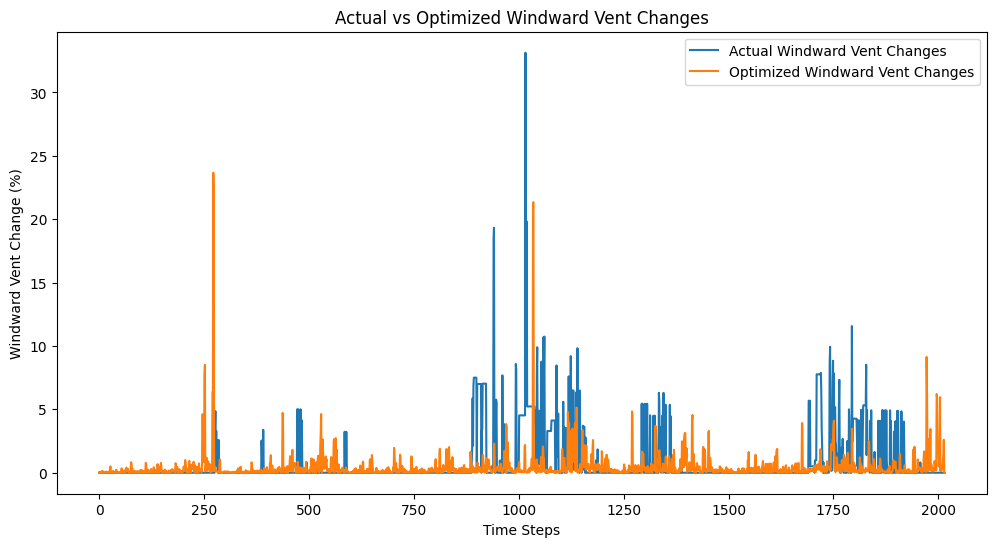 Actual vs Optimized Windward Vent Changes
Actual Windward Vent Changes
Optimized Windward Vent Changes
Windward Vent Change (%)
30
25
20
15
10
5
0
0 250 500 750 1000 1250 1500 1750 2000
Time Steps